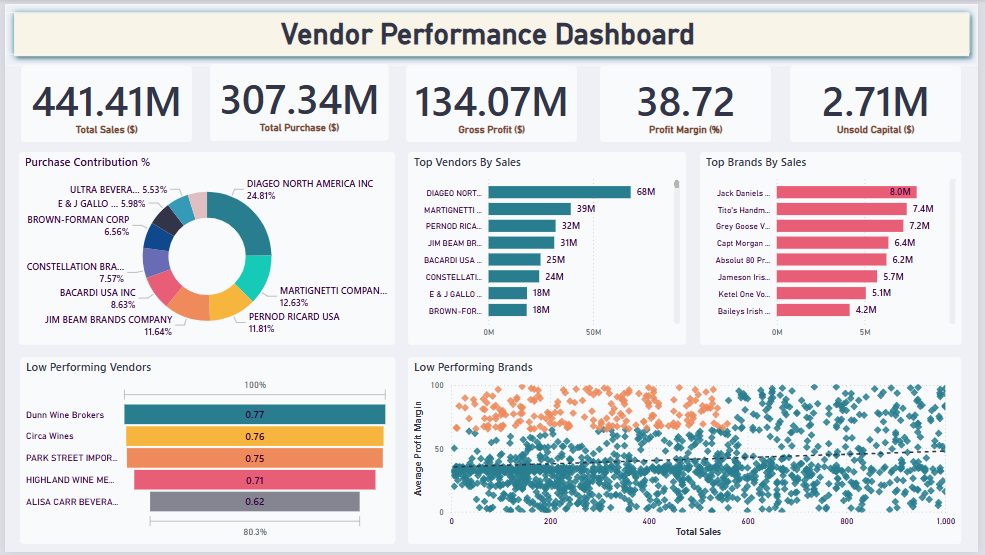 Vendor Performance Dashboard
441.41M
Total Sales ($)
307.34M
Total Purchase ($)
134.07M
Gross Profit ($)
38.72
Profit Margin (%)
2.71M
Unsold Capital ($)
Purchase Contribution %
DIAGEO NORTH AMERICA INC
24.81%
MARTIGNETTI COMPAN...
12.63%
PERNOD RICARD USA
11.81%
JIM BEAM BRANDS COMPANY
11.64%
BACARDI USA INC
8.63%
CONSTELLATION BRA...
7.57%
BROWN-FORMAN CORP
6.56%
E & J GALLO ... 5.98%
ULTRA BEVERA... 5.53%
Top Vendors By Sales
DIAGEO NORT... 68M
MARTIGNETTI ... 39M
PERNOD RICA... 32M
JIM BEAM BR... 31M
BACARDI USA ... 25M
CONSTELLATI... 24M
E & J GALLO ... 18M
BROWN-FOR... 18M
0M 50M
Top Brands By Sales
Jack Daniels ... 8.0M
Tito's Handm... 7.4M
Grey Goose V... 7.2M
Capt Morgan ... 6.4M
Absolut 80 Pr... 6.2M
Jameson Iris... 5.7M
Ketel One Vo... 5.1M
Baileys Irish ... 4.2M
0M 5M
Low Performing Vendors
100%
Dunn Wine Brokers 0.77
Circa Wines 0.76
PARK STREET IMPOR... 0.75
HIGHLAND WINE ME... 0.71
ALISA CARR BEVERA... 0.62
80.3%
Low Performing Brands
Average Profit Margin
100
50
0
0 200 400 600 800 1,000
Total Sales